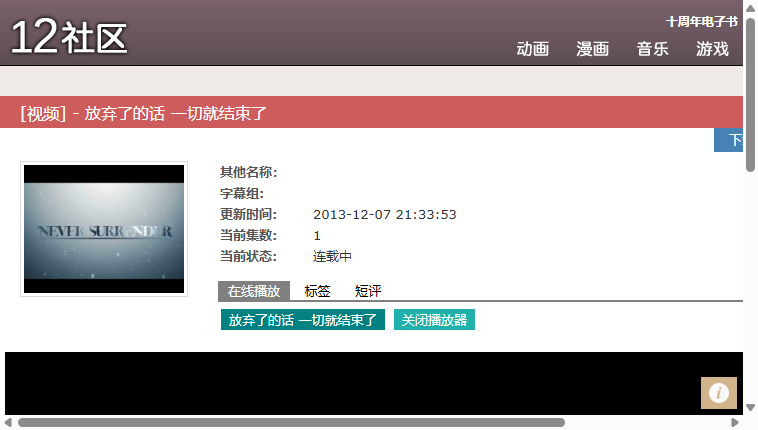 12社区
十周年电子书
动画 漫画 音乐 游戏
[视频] - 放弃了的话 一切就结束了
下
NEVER SURRENDER
其他名称:
字幕组:
更新时间: 2013-12-07 21:33:53
当前集数: 1
当前状态: 连载中
在线播放 标签 短评
放弃了的话 一切就结束了 关闭播放器
i